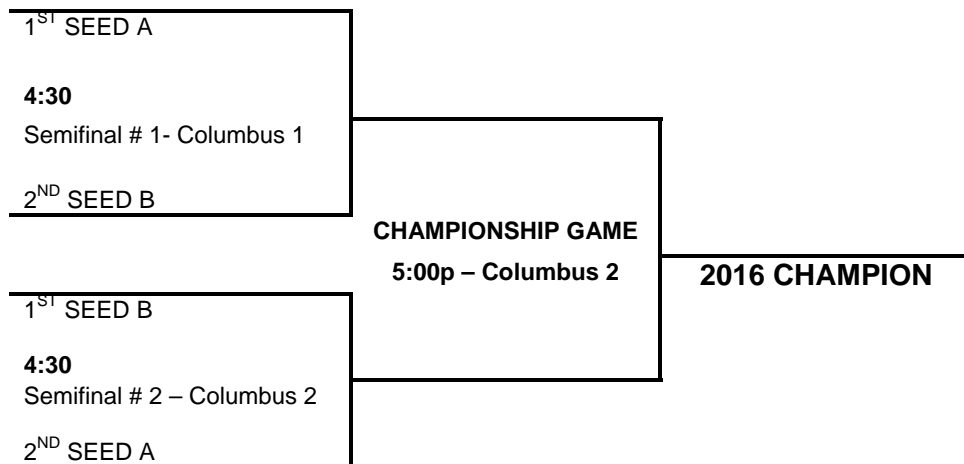 1ST SEED A
4:30
Semifinal # 1- Columbus 1
2ND SEED B
CHAMPIONSHIP GAME
5:00p – Columbus 2
2016 CHAMPION
1ST SEED B
4:30
Semifinal # 2 – Columbus 2
2ND SEED A